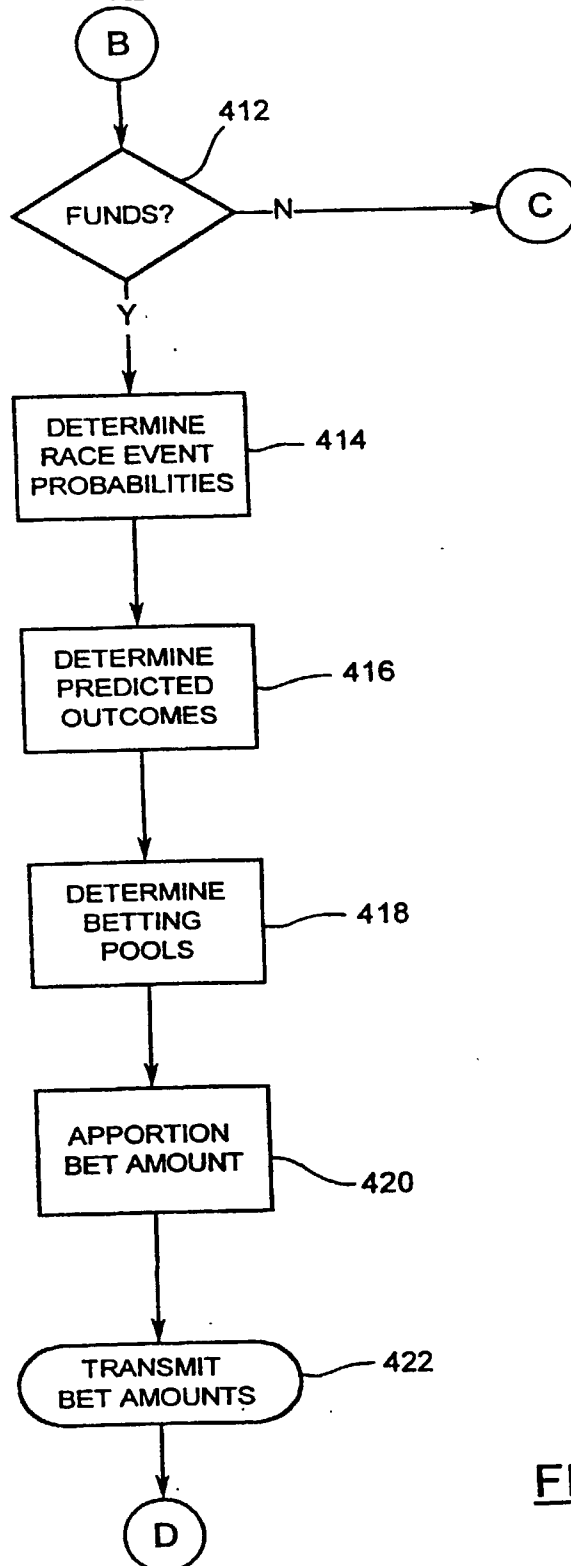 B
412
FUNDS?
N
C
Y
DETERMINE
RACE EVENT
PROBABILITIES
414
DETERMINE
PREDICTED
OUTCOMES
416
DETERMINE
BETTING
POOLS
418
APPORTION
BET AMOUNT
420
TRANSMIT
BET AMOUNTS
422
D